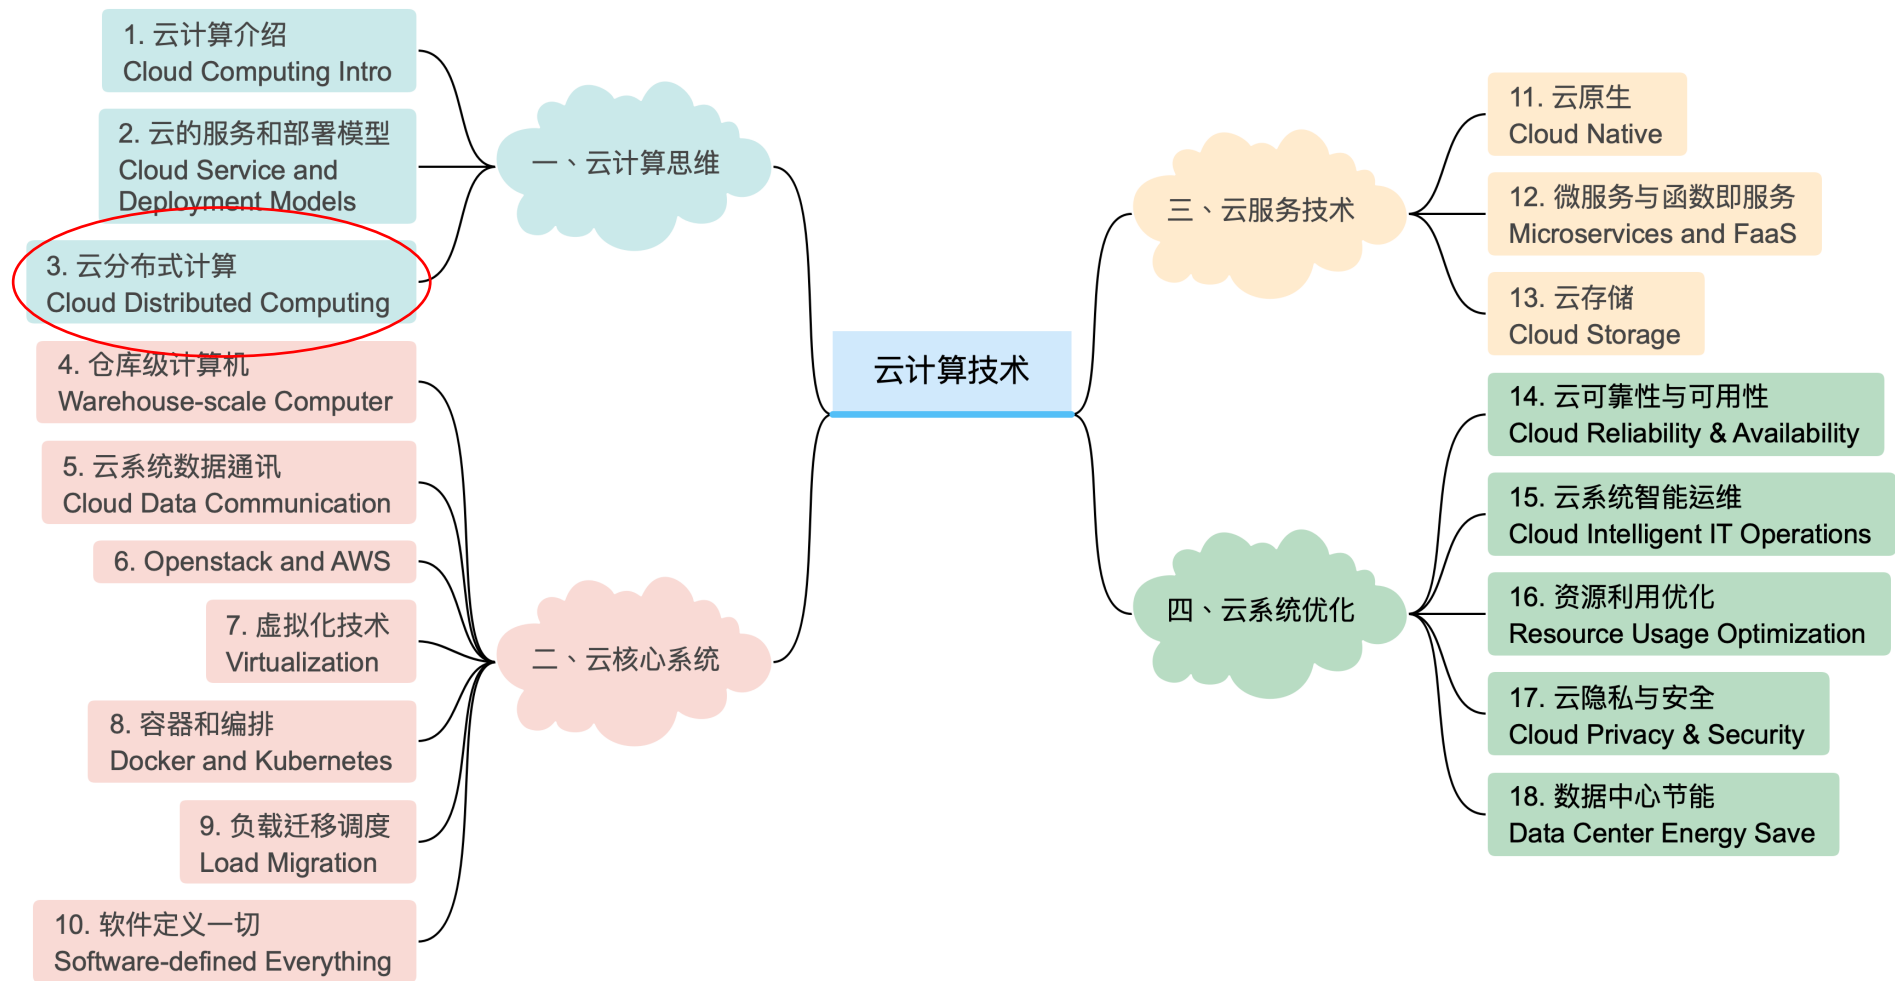 云计算技术
一、云计算思维
1. 云计算介绍
Cloud Computing Intro
2. 云的服务和部署模型
Cloud Service and
Deployment Models
3. 云分布式计算
Cloud Distributed Computing
二、云核心系统
4. 仓库级计算机
Warehouse-scale Computer
5. 云系统数据通讯
Cloud Data Communication
6. Openstack and AWS
7. 虚拟化技术
Virtualization
8. 容器和编排
Docker and Kubernetes
9. 负载迁移调度
Load Migration
10. 软件定义一切
Software-defined Everything
三、云服务技术
11. 云原生
Cloud Native
12. 微服务与函数即服务
Microservices and FaaS
13. 云存储
Cloud Storage
四、云系统优化
14. 云可靠性与可用性
Cloud Reliability & Availability
15. 云系统智能运维
Cloud Intelligent IT Operations
16. 资源利用优化
Resource Usage Optimization
17. 云隐私与安全
Cloud Privacy & Security
18. 数据中心节能
Data Center Energy Save